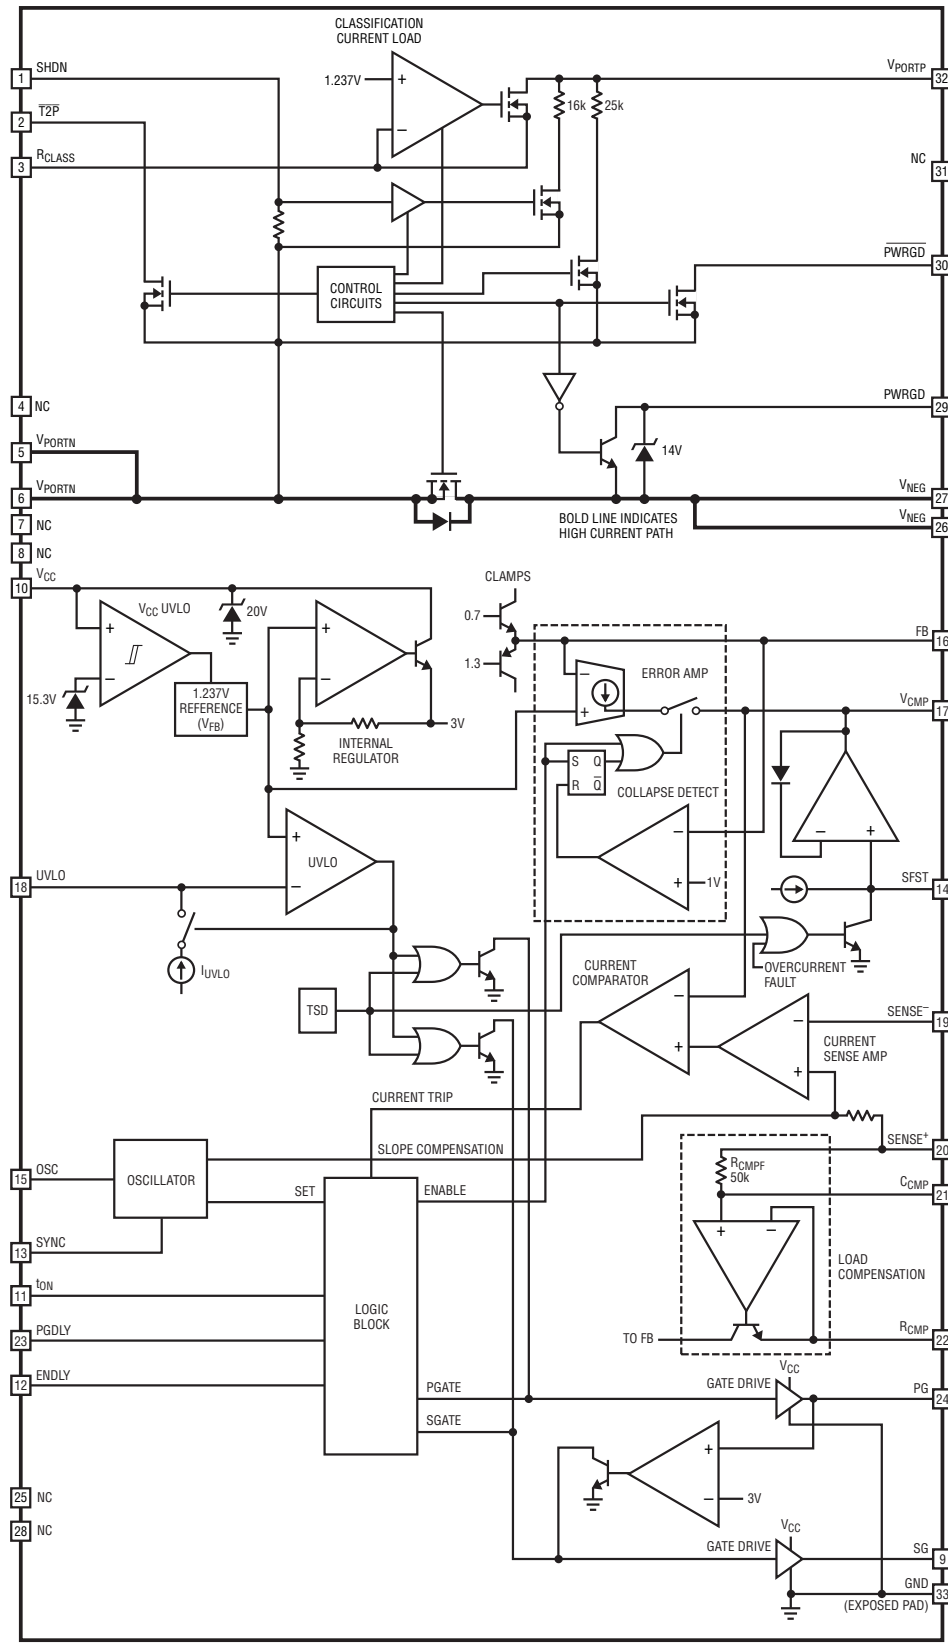 CLASSIFICATION
CURRENT LOAD
1 SHDN
1.237V
+
–
16k
25k
VPORTP 32
2 T2P
3 RCLASS
NC 31
PWRGD 30
CONTROL
CIRCUITS
4 NC
PWRGD 29
5 VPORTN
14V
6 VPORTN
VNEG 27
BOLD LINE INDICATES
HIGH CURRENT PATH
VNEG 26
7 NC
8 NC
10 VCC
CLAMPS
VCC UVLO
20V
0.7
+
–
+
–
FB 16
1.3
ERROR AMP
–
+
15.3V
1.237V
REFERENCE
(VFB)
VCMP 17
3V
INTERNAL
REGULATOR
S Q
R Q
COLLAPSE DETECT
–
+
1V
– +
+
UVLO
–
18 UVLO
SFST 14
IUVLO
OVERCURRENT
FAULT
TSD
CURRENT
COMPARATOR
–
+
SENSE– 19
–
+
CURRENT
SENSE AMP
CURRENT TRIP
SLOPE COMPENSATION
SENSE+ 20
15 OSC
OSCILLATOR
SET
ENABLE
RCMPF
50k
CCMP 21
+ –
13 SYNC
LOAD
COMPENSATION
11 tON
LOGIC
BLOCK
23 PGDLY
TO FB
RCMP 22
12 ENDLY
VCC
PGATE
GATE DRIVE
PG 24
SGATE
+
–
3V
25 NC
28 NC
VCC
GATE DRIVE
SG 9
GND 33
(EXPOSED PAD)